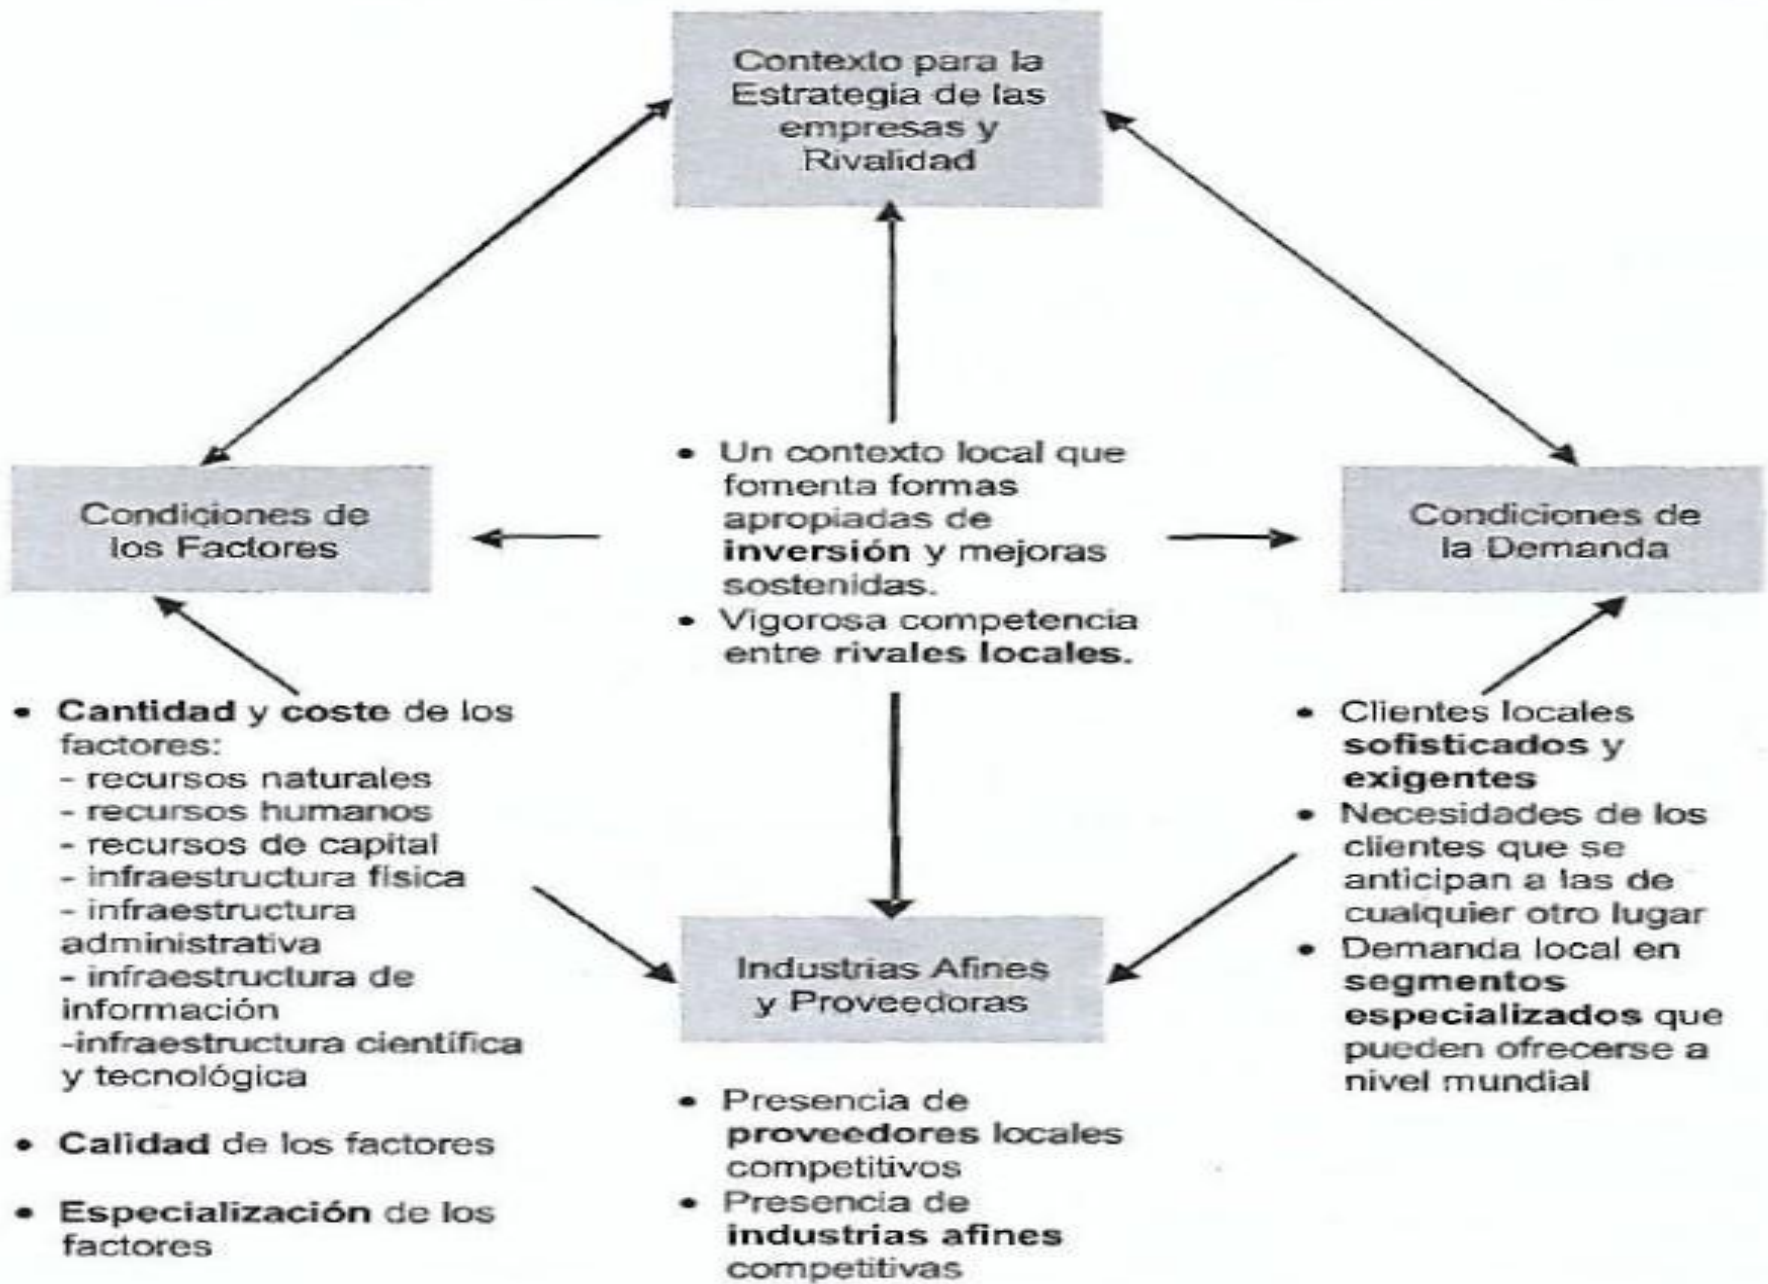 Contexto para la
Estrategia de las
empresas y
Rivalidad
Condiciones de
los Factores
• Un contexto local que
fomenta formas
apropiadas de
inversión y mejoras
sostenidas.
• Vigorosa competencia
entre rivales locales.
Condiciones de
la Demanda
• Cantidad y coste de los
factores:
- recursos naturales
- recursos humanos
- recursos de capital
- infraestructura física
- infraestructura
administrativa
- infraestructura de
información
-infraestructura científica
y tecnológica
• Calidad de los factores
• Especialización de los
factores
Industrias Afines
y Proveedoras
• Presencia de
proveedores locales
competitivos
• Presencia de
industrias afines
competitivas
• Clientes locales
sofisticados y
exigentes
• Necesidades de los
clientes que se
anticipan a las de
cualquier otro lugar
• Demanda local en
segmentos
especializados que
pueden ofrecerse a
nivel mundial